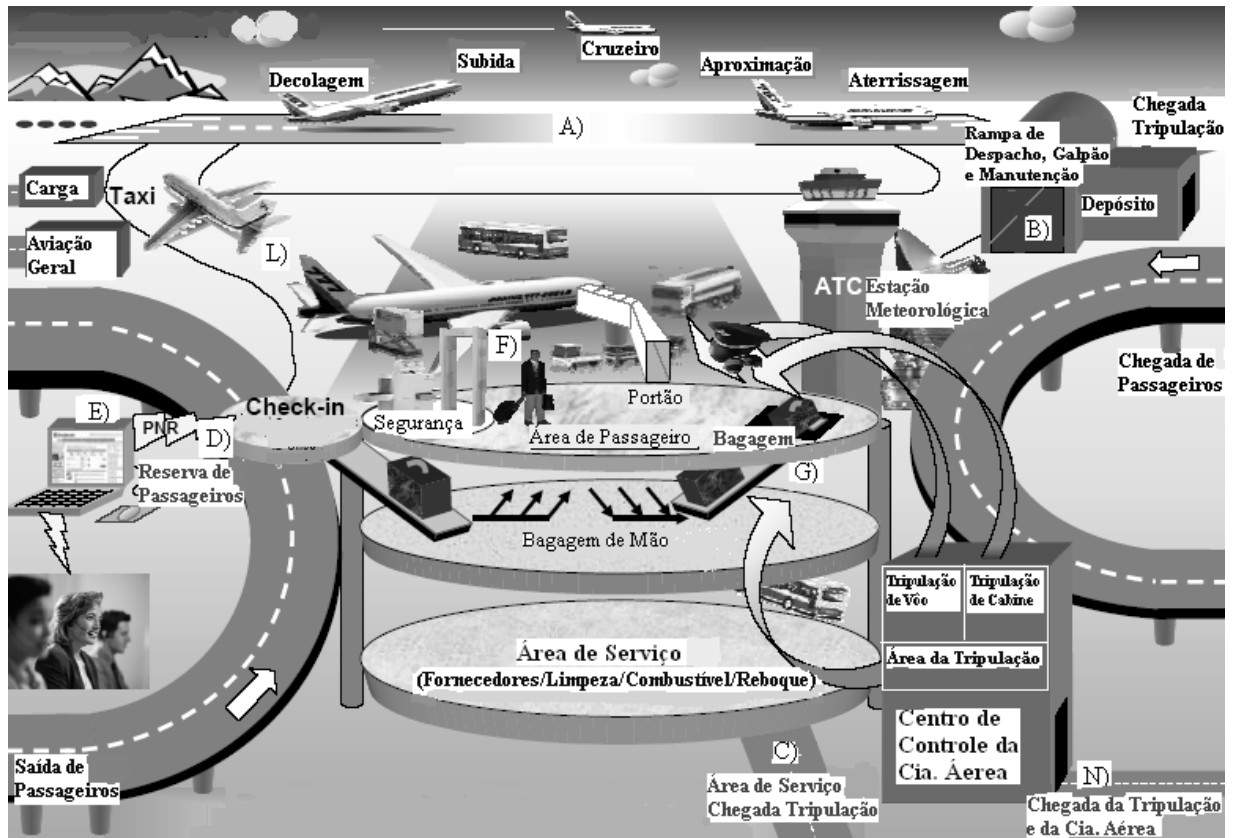 Cruzeiro
Subida
Decolagem
Aproximação
Aterrissagem
Chegada
Tripulação
A)
Rampa de
Despacho, Galpão
e Manutenção
Depósito
B)
Carga
Taxi
Aviação
Geral
L)
ATC
Estação
Meteorológica
Chegada de
Passageiros
F)
Portão
Check-in
Segurança
Área de Passageiro
Bagagem
E)
PNR
D)
Reserva de
Passageiros
G)
Bagagem de Mão
Tripulação
de Vôo
Tripulação
de Cabine
Área da Tripulação
Área de Serviço
(Fornecedores/Limpeza/Combustível/Reboque)
Centro de
Controle da
Cia. Áerea
Saída de
Passageiros
C)
Área de Serviço
Chegada Tripulação
N)
Chegada da Tripulação
e da Cia. Aérea